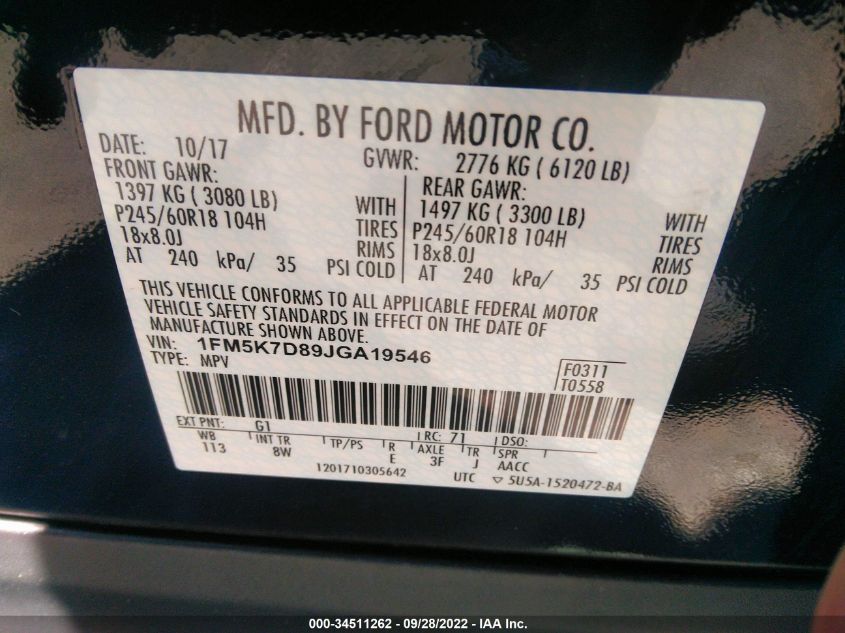 MFD. BY FORD MOTOR CO.
DATE: 10/17 GVWR: 2776 KG ( 6120 LB)
FRONT GAWR: REAR GAWR:
1397 KG ( 3080 LB) WITH 1497 KG ( 3300 LB) WITH
P245/60R18 104H TIRES P245/60R18 104H TIRES
18x8.0J RIMS 18x8.0J RIMS
AT 240 kPa/ 35 PSI COLD AT 240 kPa/ 35 PSI COLD
THIS VEHICLE CONFORMS TO ALL APPLICABLE FEDERAL MOTOR
VEHICLE SAFETY STANDARDS IN EFFECT ON THE DATE OF
MANUFACTURE SHOWN ABOVE.
VIN: 1FM5K7D89JGA19546
TYPE: MPV F0311
T0558
EXT PNT: G1 RC: 71 DSO:
WB INT TR TP/PS R AXLE TR SPR
113 8W E 3F J AACC
1201710305642 UTC ▽ 5U5A-1520472-BA
000-34511262 - 09/28/2022 - IAA Inc.